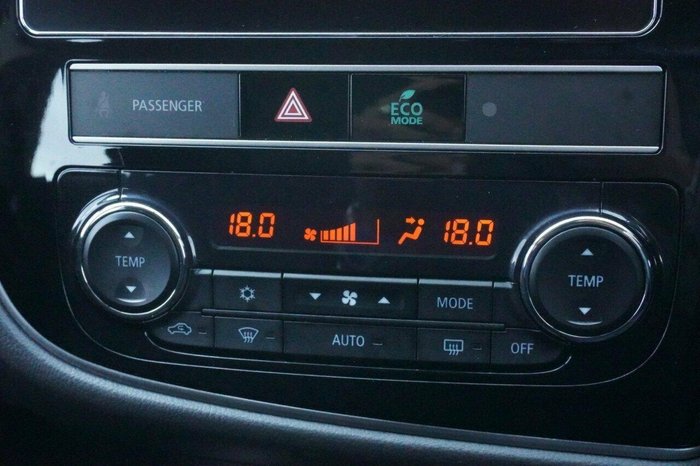 PASSENGER
ECO
MODE
18.0
18.0
TEMP
MODE
TEMP
AUTO
OFF